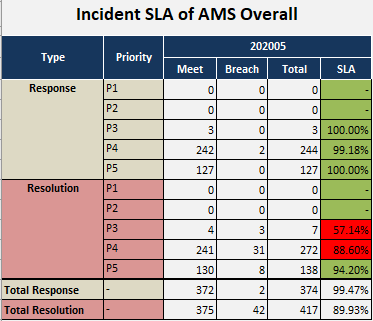 Incident SLA of AMS Overall
Type Priority 202005
Meet Breach Total SLA
Response P1 0 0 0 -
P2 0 0 0 -
P3 3 0 3 100.00%
P4 242 2 244 99.18%
P5 127 0 127 100.00%
Resolution P1 0 0 0 -
P2 0 0 0 -
P3 4 3 7 57.14%
P4 241 31 272 88.60%
P5 130 8 138 94.20%
Total Response - 372 2 374 99.47%
Total Resolution - 375 42 417 89.93%